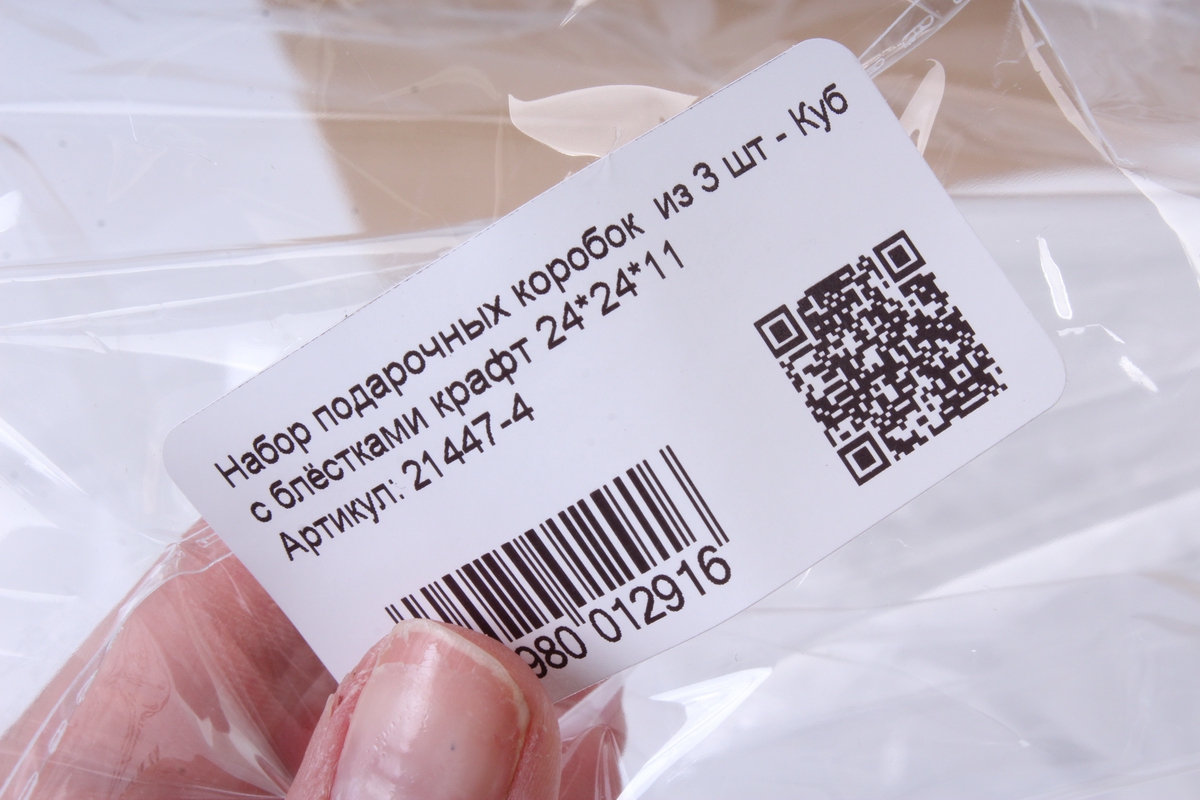 Набор подарочных коробок из 3 шт - Куб
с блёстками крафт 24*24*11
Артикул: 21447-4
980 012916